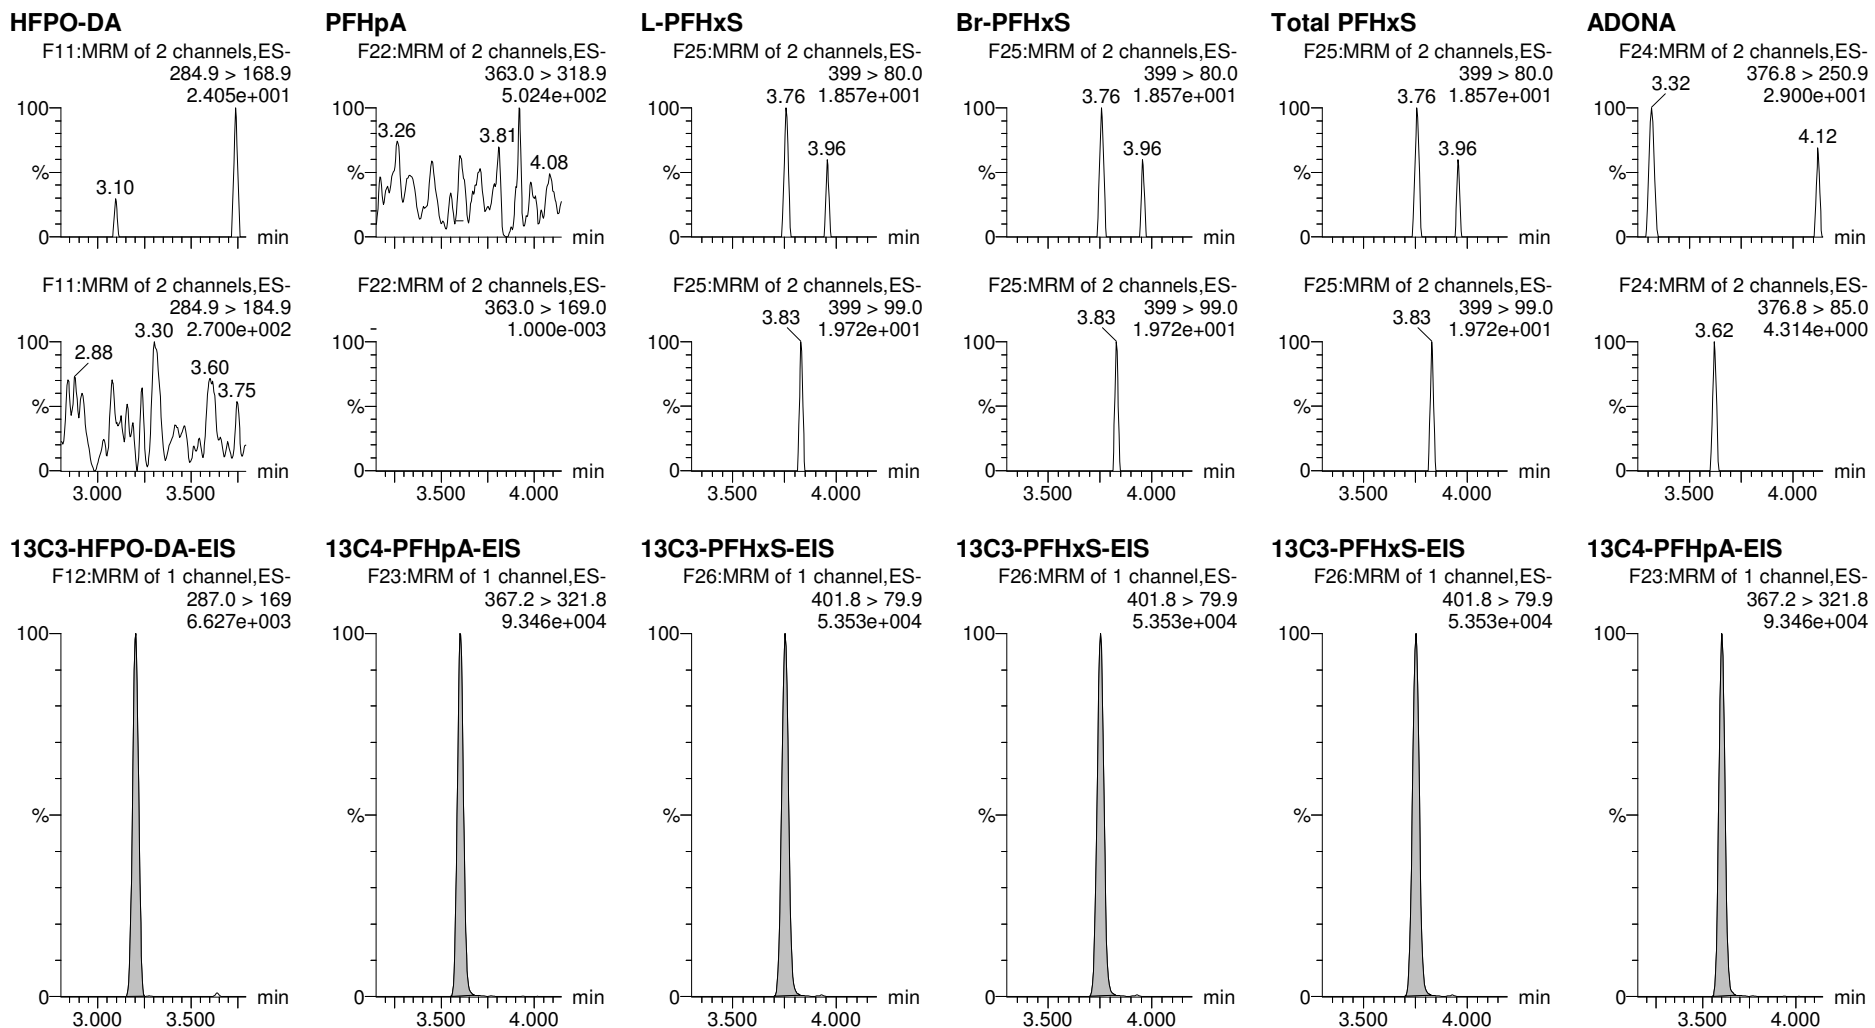 HFPO-DA
F11:MRM of 2 channels,ES-
284.9 > 168.9
2.405e+001
100
%
0
3.10
min
F11:MRM of 2 channels,ES-
284.9 > 184.9
2.700e+002
100
%
0
2.88
3.30
3.60
3.75
min
3.000 3.500
13C3-HFPO-DA-EIS
F12:MRM of 1 channel,ES-
287.0 > 169
6.627e+003
100
%
0
min
3.000 3.500
PFHpA
F22:MRM of 2 channels,ES-
363.0 > 318.9
5.024e+002
100
%
0
3.26
3.81
4.08
min
F22:MRM of 2 channels,ES-
363.0 > 169.0
1.000e-003
100
%
0
min
3.500 4.000
13C4-PFHpA-EIS
F23:MRM of 1 channel,ES-
367.2 > 321.8
9.346e+004
100
%
0
min
3.500 4.000
L-PFHxS
F25:MRM of 2 channels,ES-
399 > 80.0
1.857e+001
100
%
0
3.76
3.96
min
F25:MRM of 2 channels,ES-
399 > 99.0
1.972e+001
100
%
0
3.83
min
3.500 4.000
13C3-PFHxS-EIS
F26:MRM of 1 channel,ES-
401.8 > 79.9
5.353e+004
100
%
0
min
3.500 4.000
Br-PFHxS
F25:MRM of 2 channels,ES-
399 > 80.0
1.857e+001
100
%
0
3.76
3.96
min
F25:MRM of 2 channels,ES-
399 > 99.0
1.972e+001
100
%
0
3.83
min
3.500 4.000
13C3-PFHxS-EIS
F26:MRM of 1 channel,ES-
401.8 > 79.9
5.353e+004
100
%
0
min
3.500 4.000
Total PFHxS
F25:MRM of 2 channels,ES-
399 > 80.0
1.857e+001
100
%
0
3.76
3.96
min
F25:MRM of 2 channels,ES-
399 > 99.0
1.972e+001
100
%
0
3.83
min
3.500 4.000
13C3-PFHxS-EIS
F26:MRM of 1 channel,ES-
401.8 > 79.9
5.353e+004
100
%
0
min
3.500 4.000
ADONA
F24:MRM of 2 channels,ES-
376.8 > 250.9
2.900e+001
100
%
0
3.32
4.12
min
F24:MRM of 2 channels,ES-
376.8 > 85.0
4.314e+000
100
%
0
3.62
min
3.500 4.000
13C4-PFHpA-EIS
F23:MRM of 1 channel,ES-
367.2 > 321.8
9.346e+004
100
%
0
min
3.500 4.000